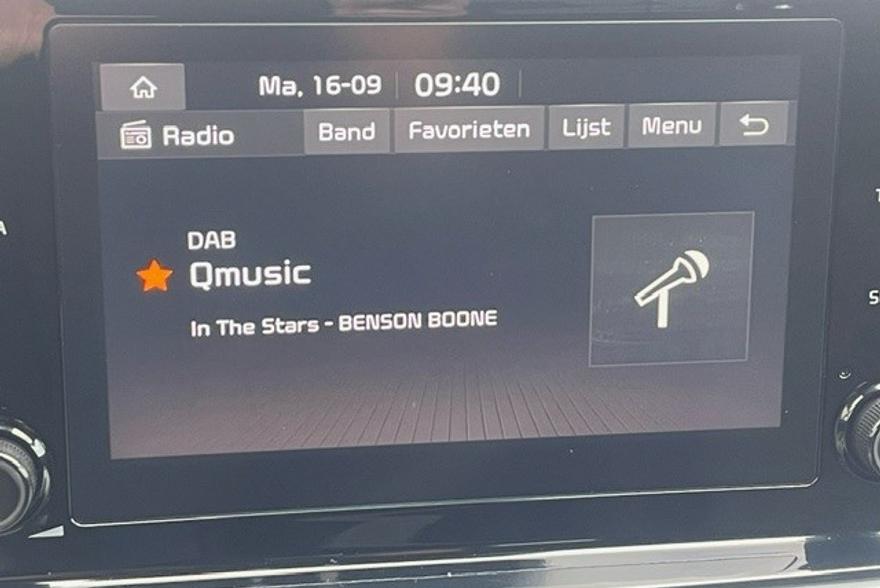 Ma, 16-09 09:40
Radio Band Favorieten Lijst Menu
DAB
Qmusic
In The Stars - BENSON BOONE